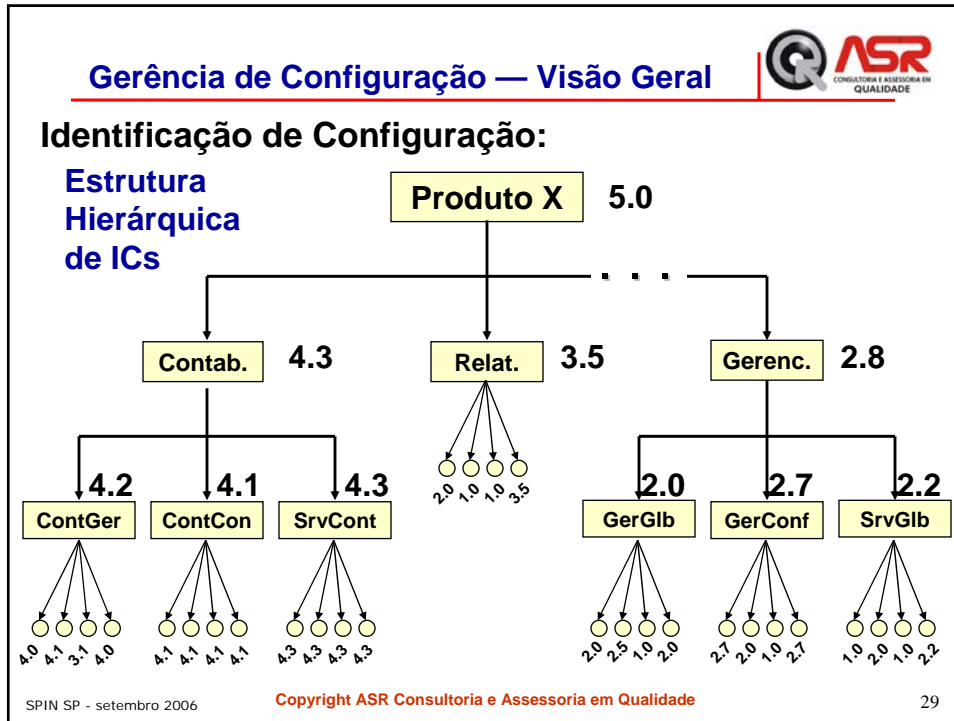 Gerência de Configuração — Visão Geral
ASR
CONSULTORIA E ASSESSORIA EM
QUALIDADE
Identificação de Configuração:
Estrutura
Hierárquica
de ICs
Produto X 5.0
. . .
Contab. 4.3 Relat. 3.5 Gerenc. 2.8
2.0 1.0 1.0 3.5
4.2 4.1 4.3 2.0 2.7 2.2
ContGer ContCon SrvCont GerGlb GerConf SrvGlb
4.0 4.1 3.1 4.0 4.1 4.1 4.1 4.1 4.3 4.3 4.3 4.3 2.0 2.5 1.0 2.0 2.7 2.0 1.0 2.7 1.0 2.0 1.0 2.2
SPIN SP - setembro 2006 Copyright ASR Consultoria e Assessoria em Qualidade 29